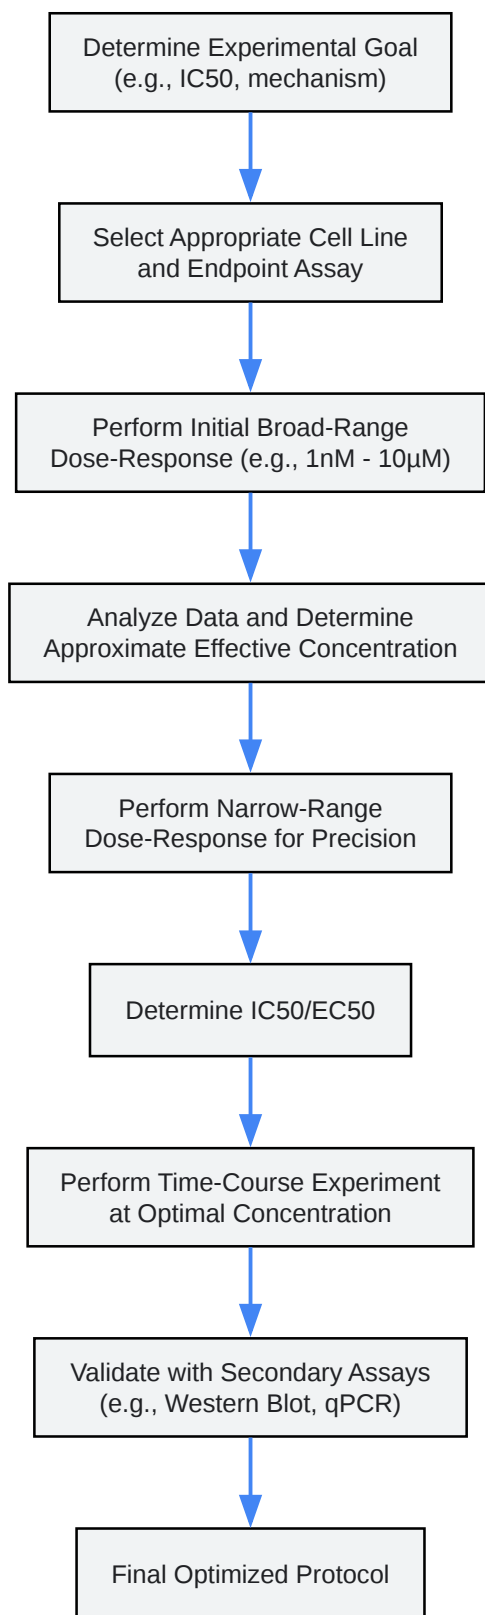 Determine Experimental Goal
(e.g., IC50, mechanism)
Select Appropriate Cell Line
and Endpoint Assay
Perform Initial Broad-Range
Dose-Response (e.g., 1nM - 10µM)
Analyze Data and Determine
Approximate Effective Concentration
Perform Narrow-Range
Dose-Response for Precision
Determine IC50/EC50
Perform Time-Course Experiment
at Optimal Concentration
Validate with Secondary Assays
(e.g., Western Blot, qPCR)
Final Optimized Protocol